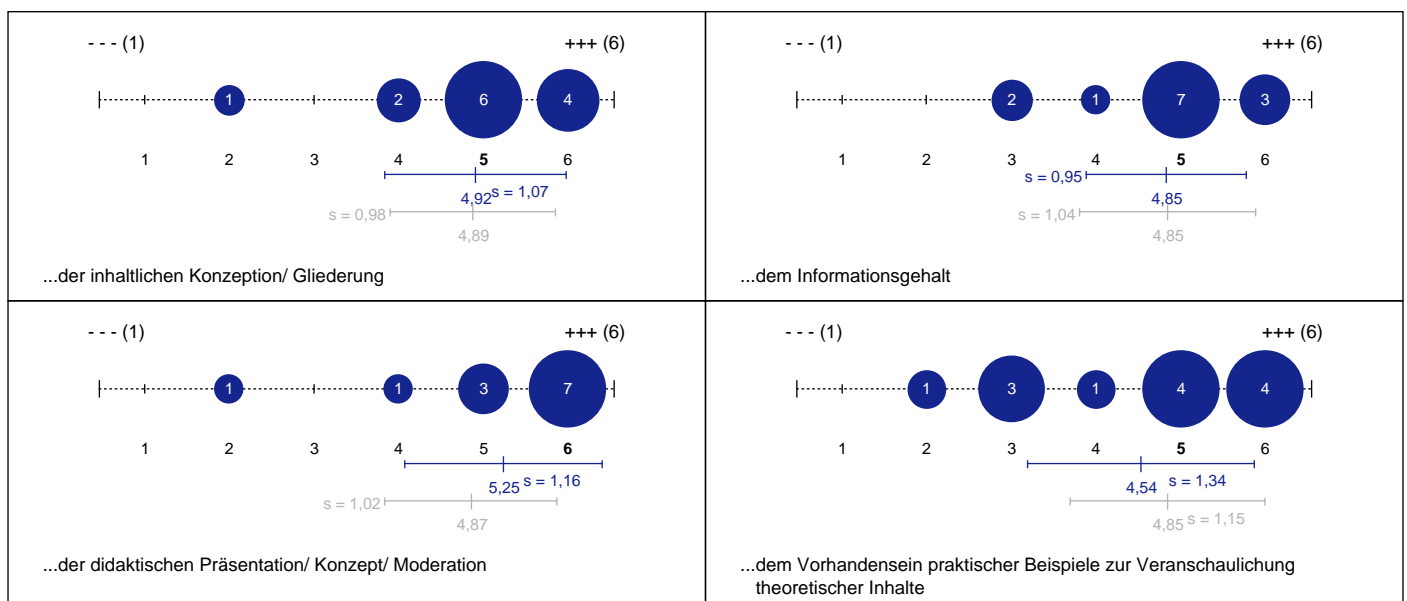 - - - (1) +++ (6)
1 2 6 4
1 2 3 4 5 6
4,92 s = 1,07
s = 0,98
4,89
...der inhaltlichen Konzeption/ Gliederung
- - - (1) +++ (6)
2 1 7 3
1 2 3 4 5 6
s = 0,95
4,85
s = 1,04
4,85
...dem Informationsgehalt
- - - (1) +++ (6)
1 1 3 7
1 2 3 4 5 6
5,25 s = 1,16
s = 1,02
4,87
...der didaktischen Präsentation/ Konzept/ Moderation
- - - (1) +++ (6)
1 3 1 4 4
1 2 3 4 5 6
4,54 s = 1,34
4,85 s = 1,15
...dem Vorhandensein praktischer Beispiele zur Veranschaulichung
theoretischer Inhalte